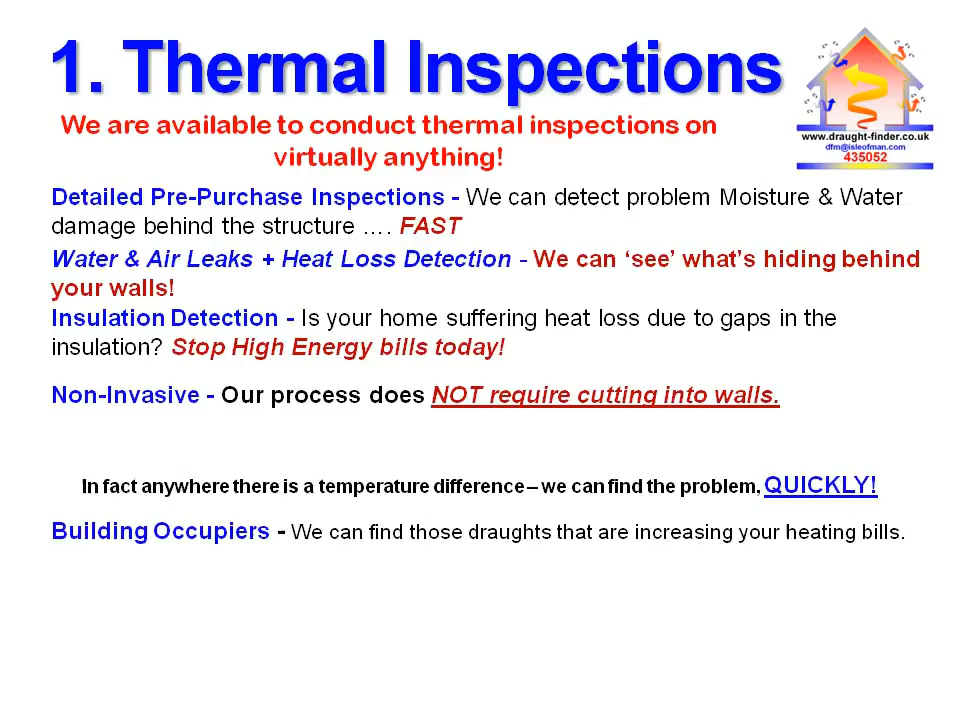 1. Thermal Inspections
We are available to conduct thermal inspections on
virtually anything!
www.draught-finder.co.uk
dfm@isleofman.com
435052
Detailed Pre-Purchase Inspections - We can detect problem Moisture & Water
damage behind the structure …. FAST
Water & Air Leaks + Heat Loss Detection - We can ‘see’ what’s hiding behind
your walls!
Insulation Detection - Is your home suffering heat loss due to gaps in the
insulation? Stop High Energy bills today!
Non-Invasive - Our process does NOT require cutting into walls.
In fact anywhere there is a temperature difference – we can find the problem, QUICKLY!
Building Occupiers - We can find those draughts that are increasing your heating bills.